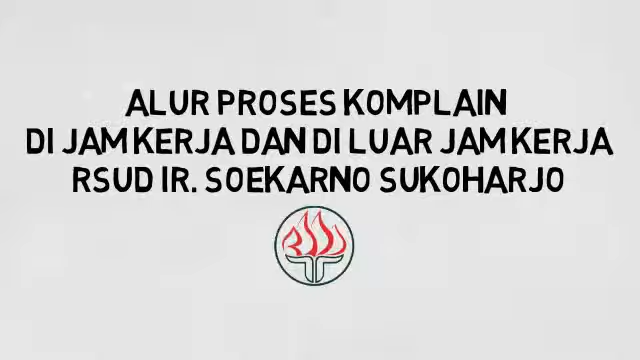 ALUR PROSES KOMPLAIN
DI JAM KERJA DAN DI LUAR JAM KERJA
RSUD IR. SOEKARNO SUKOHARJO